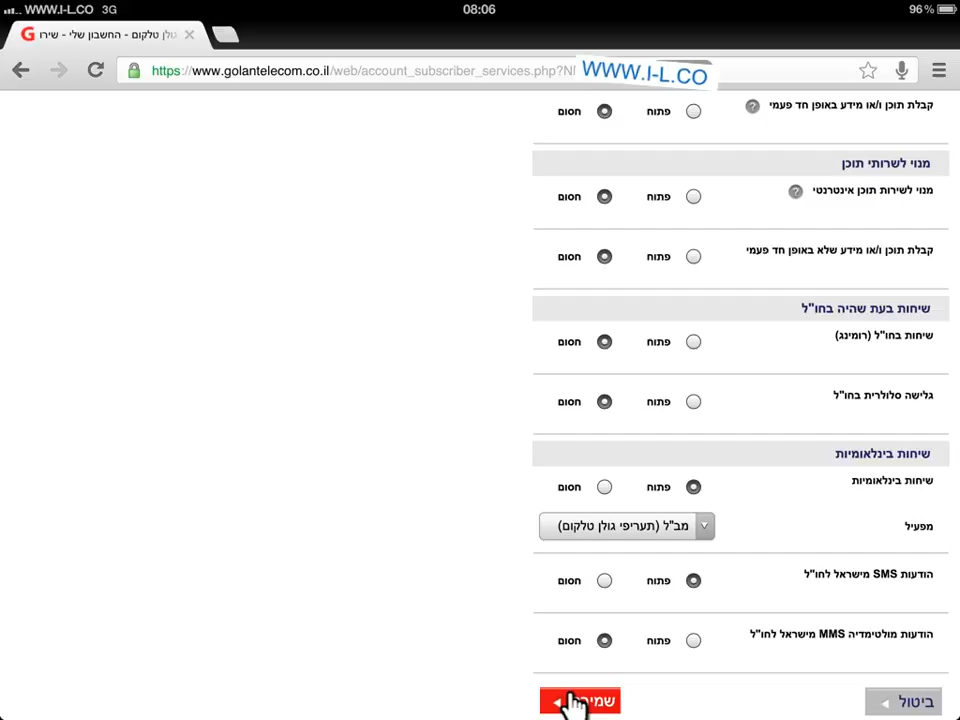 WWW.I-L.CO 3G
08:06
96 %
גולן טלקום - החשבון שלי - שירו
https://www.golantelecom.co.il/web/account_subscriber_services.php?N
WWW.I-L.CO
קבלת תוכן ו/או מידע באופן חד פעמי ? פתוח חסום
מנוי לשרותי תוכן
מנוי לשירות תוכן אינטרנטי ? פתוח חסום
קבלת תוכן ו/או מידע שלא באופן חד פעמי פתוח חסום
שיחות בעת שהיה בחו"ל
שיחות בחו"ל (רומינג) פתוח חסום
גלישה סלולרית בחו"ל פתוח חסום
שיחות בינלאומיות
שיחות בינלאומיות פתוח חסום
מפעיל מב"ל (תעריפי גולן טלקום)
הודעות SMS מישראל לחו"ל פתוח חסום
הודעות מולטימדיה MMS מישראל לחו"ל פתוח חסום
ביטול